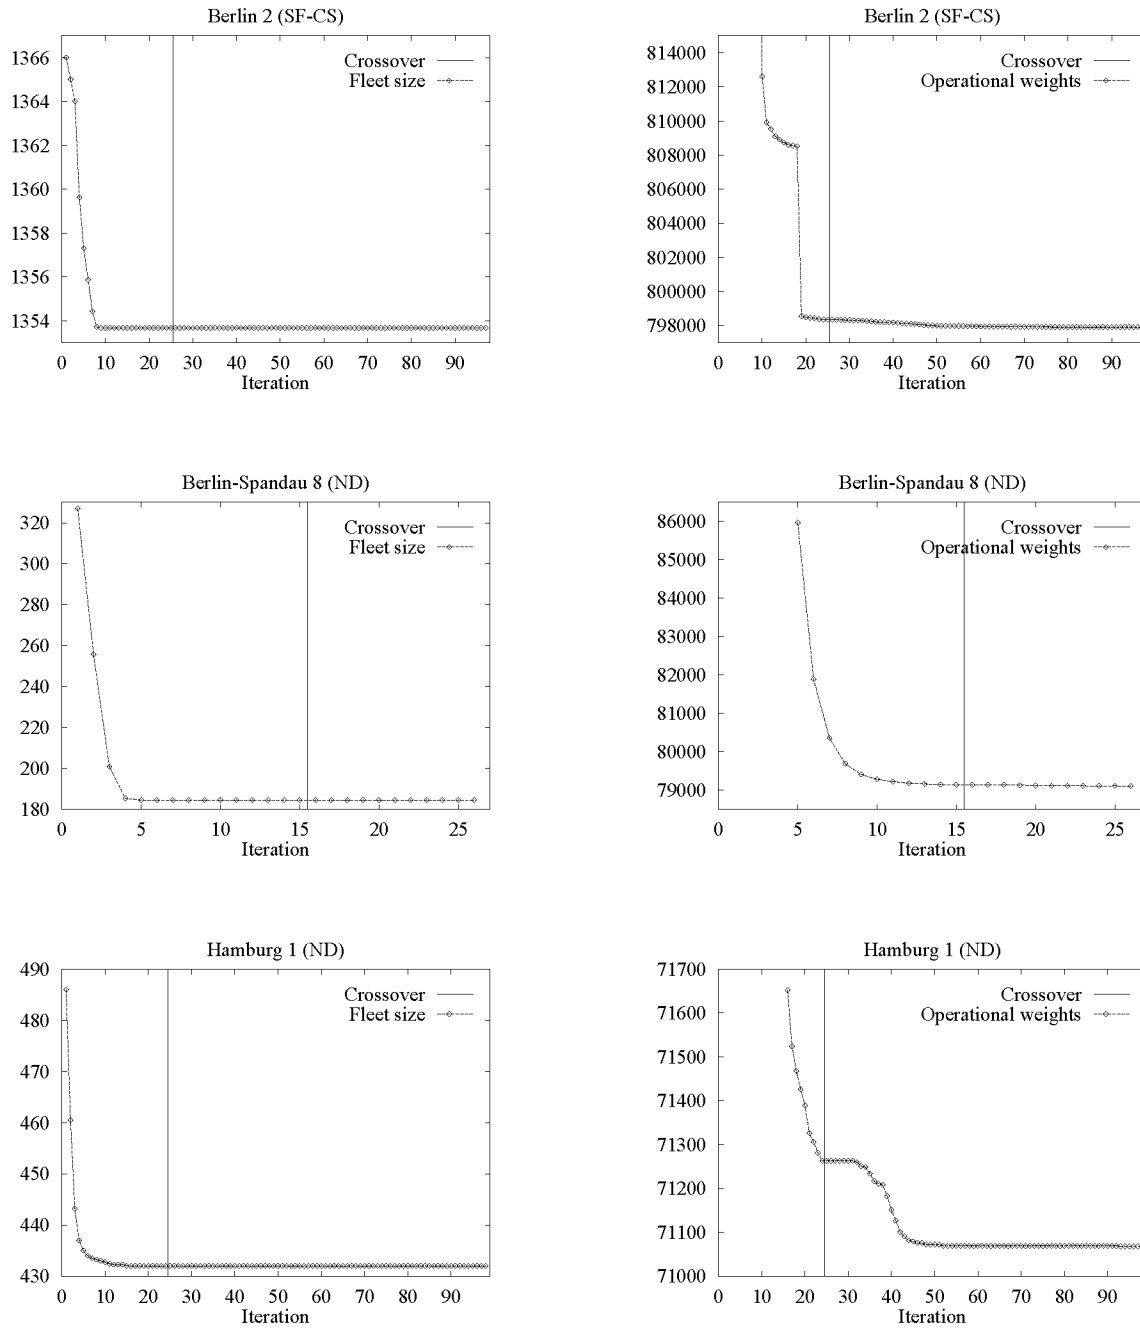 Berlin 2 (SF-CS)
1366
1364
1362
1360
1358
1356
1354
Crossover
Fleet size
0 10 20 30 40 50 60 70 80 90
Iteration
Berlin 2 (SF-CS)
814000
812000
810000
808000
806000
804000
802000
800000
798000
Crossover
Operational weights
0 10 20 30 40 50 60 70 80 90
Iteration
Berlin-Spandau 8 (ND)
320
300
280
260
240
220
200
180
Crossover
Fleet size
0 5 10 15 20 25
Iteration
Berlin-Spandau 8 (ND)
86000
85000
84000
83000
82000
81000
80000
79000
Crossover
Operational weights
0 5 10 15 20 25
Iteration
Hamburg 1 (ND)
490
480
470
460
450
440
430
Crossover
Fleet size
0 10 20 30 40 50 60 70 80 90
Iteration
Hamburg 1 (ND)
71700
71600
71500
71400
71300
71200
71100
71000
Crossover
Operational weights
0 10 20 30 40 50 60 70 80 90
Iteration